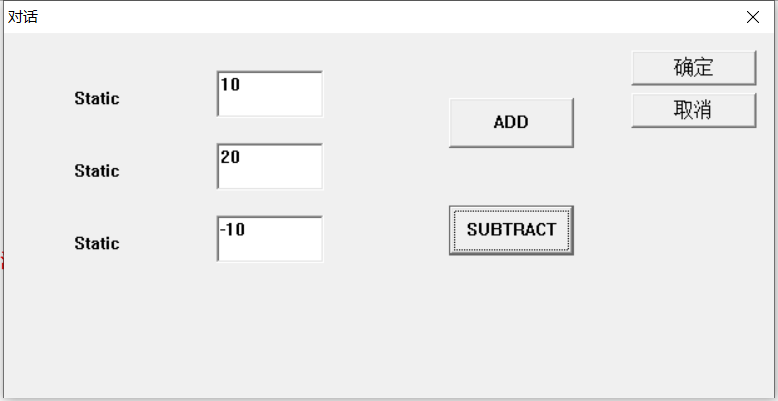 对话
Static
10
Static
20
Static
-10
ADD
SUBTRACT
确定
取消